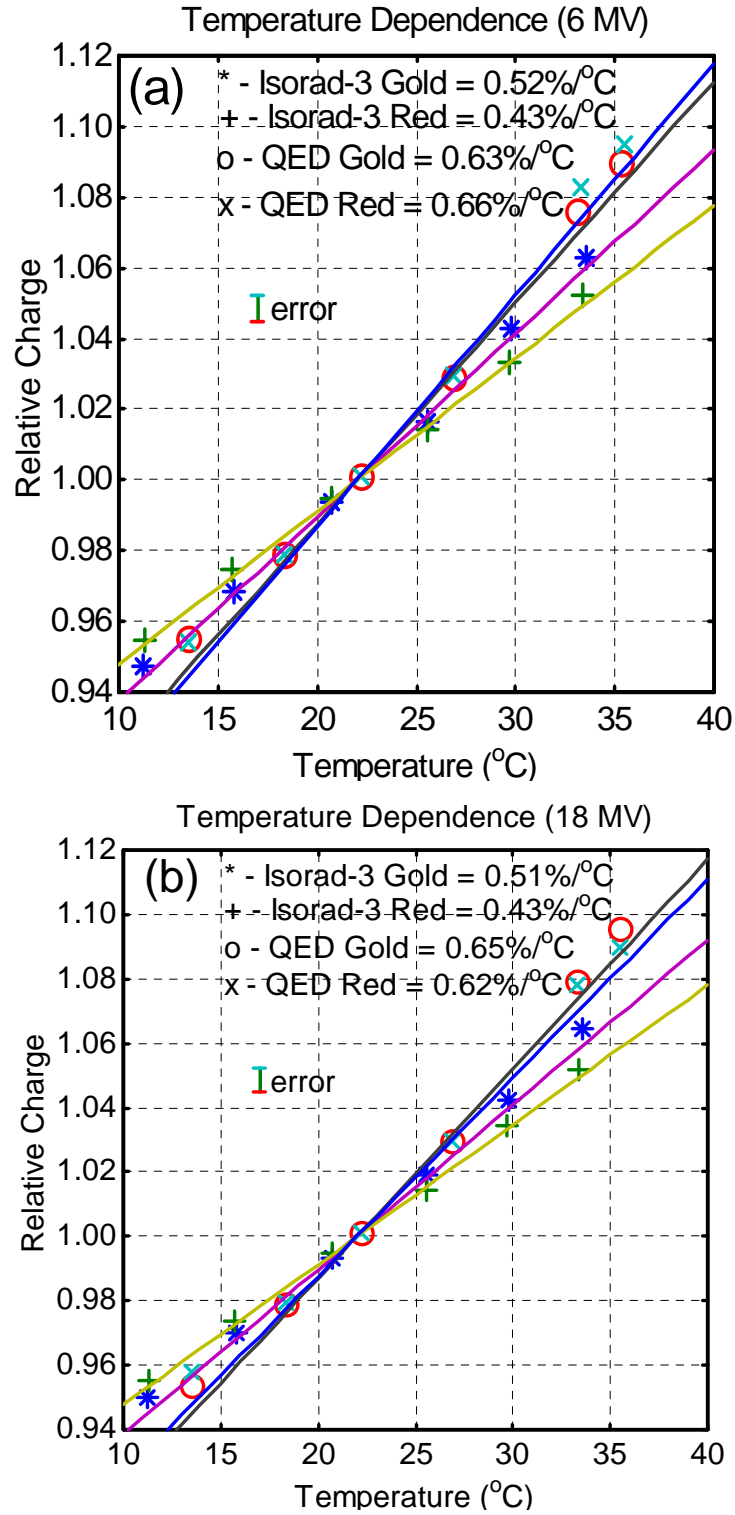 Temperature Dependence (6 MV)
(a)
* - Isorad-3 Gold = 0.52%/°C
+ - Isorad-3 Red = 0.43%/°C
o - QED Gold = 0.63%/°C
x - QED Red = 0.66%/°C
error
1.12
1.10
1.08
1.06
1.04
1.02
1.00
0.98
0.96
0.94
Relative Charge
10 15 20 25 30 35 40
Temperature (°C)
Temperature Dependence (18 MV)
(b)
* - Isorad-3 Gold = 0.51%/°C
+ - Isorad-3 Red = 0.43%/°C
o - QED Gold = 0.65%/°C
x - QED Red = 0.62%/°C
error
1.12
1.10
1.08
1.06
1.04
1.02
1.00
0.98
0.96
0.94
Relative Charge
10 15 20 25 30 35 40
Temperature (°C)